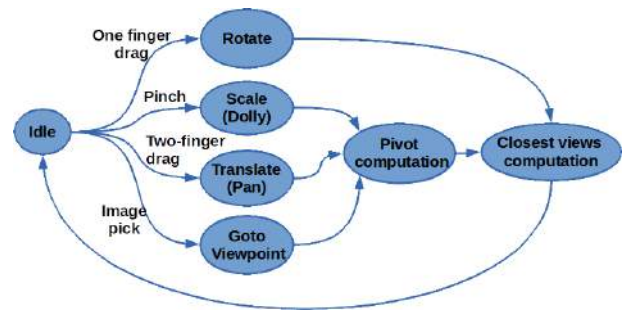 One finger
drag
Rotate
Pinch
Scale
(Dolly)
Idle
Two-finger
drag
Translate
(Pan)
Pivot
computation
Closest views
computation
Image
pick
Goto
Viewpoint